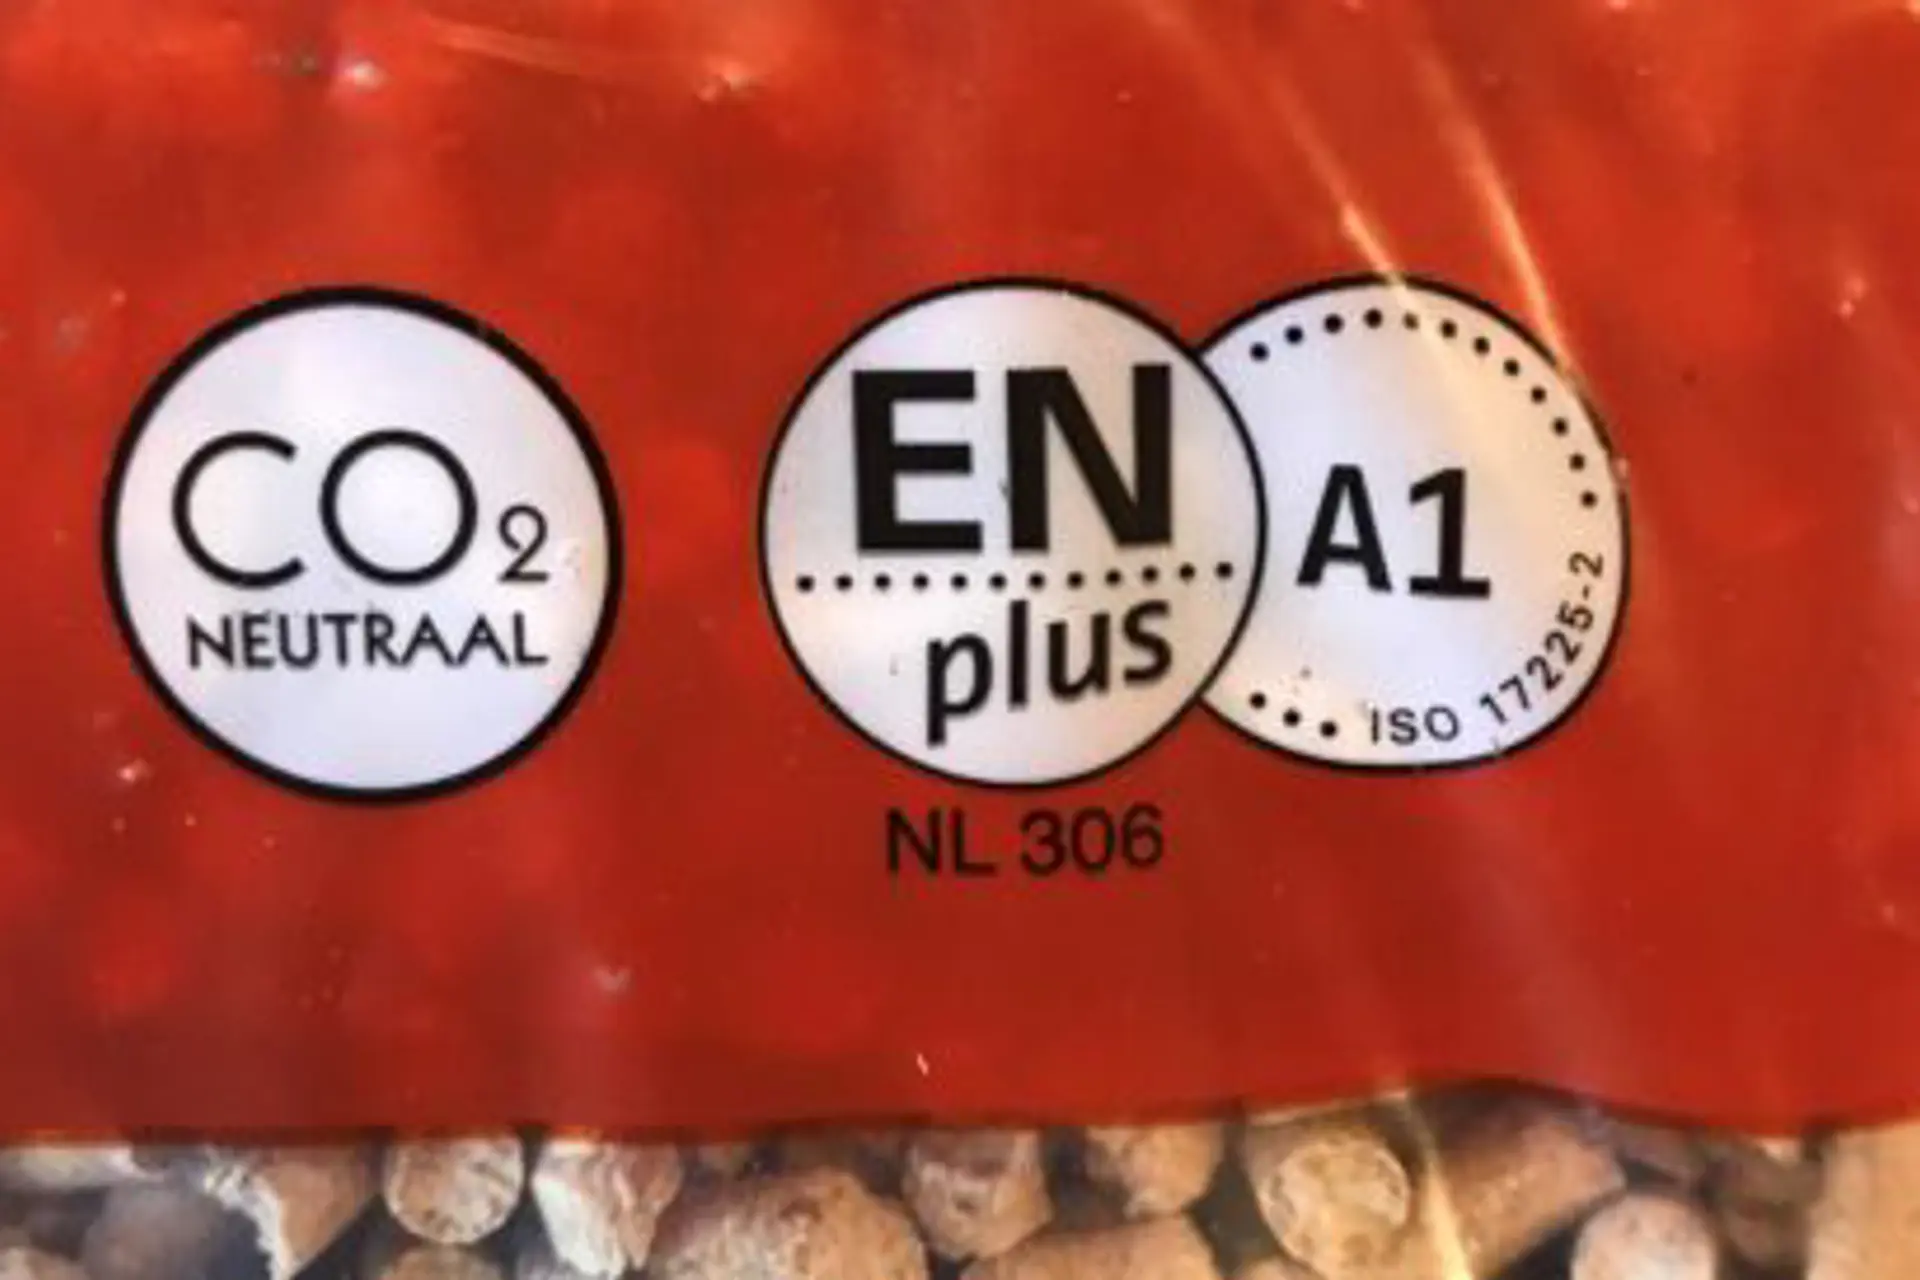 CO2
NEUTRAAL
EN
plus
A1
ISO 17225-2
NL 306